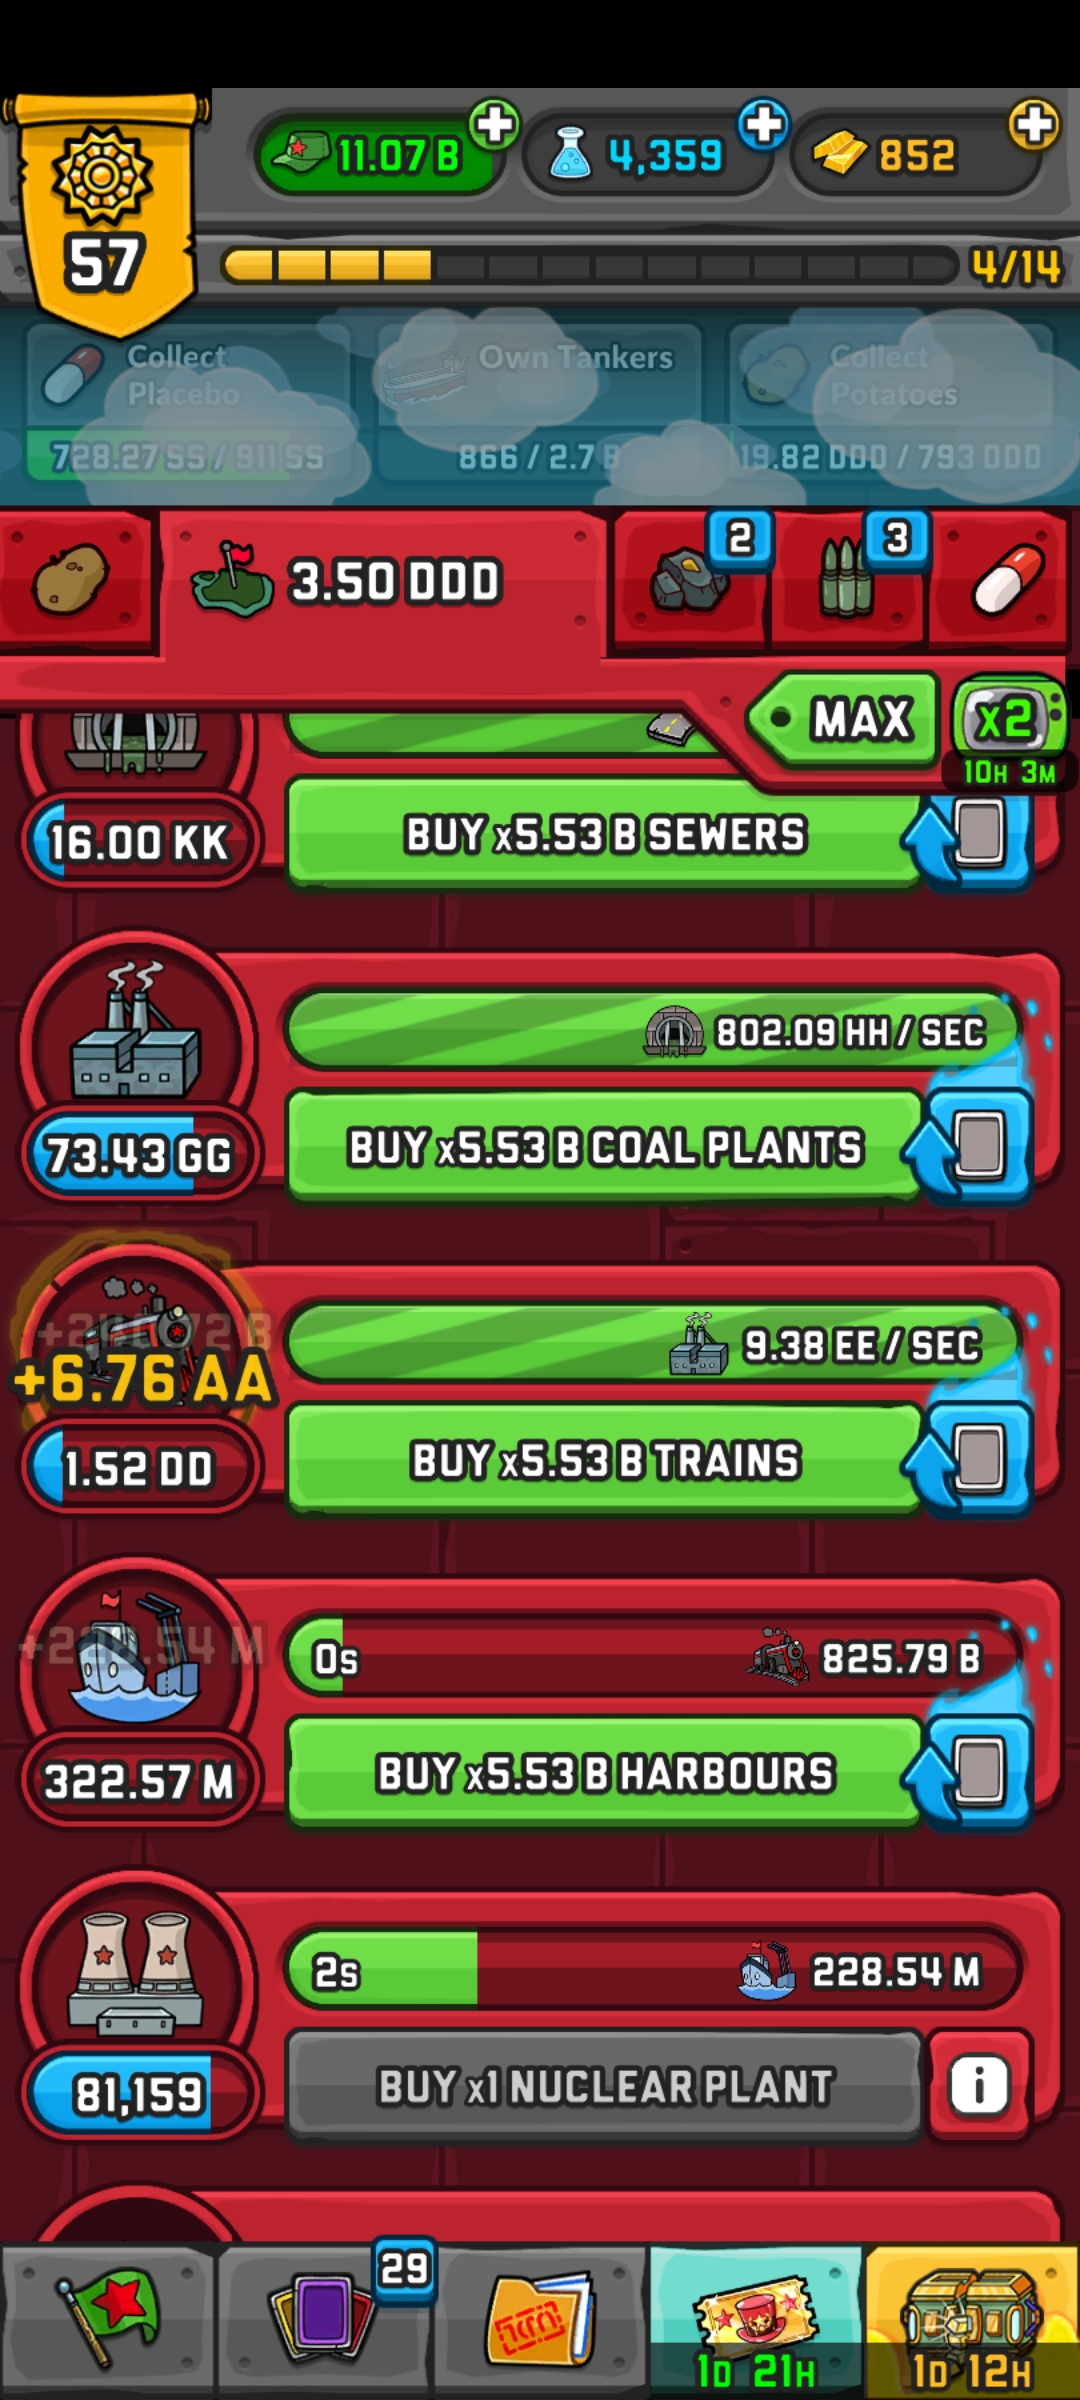 11.07 B
4,359
852
57
4/14
Collect
Placebo
Own Tankers
Collect
Potatoes
728.27 SS / 911 SS
866 / 2.7 B
19.82 DDD / 793 DDD
3.50 DDD
2
3
MAX
x2
10H 3M
16.00 KK
BUY x5.53 B SEWERS
802.09 HH / SEC
73.43 GG
BUY x5.53 B COAL PLANTS
9.38 EE / SEC
+6.76 AA
1.52 DD
BUY x5.53 B TRAINS
+228.54 M
0s
825.79 B
322.57 M
BUY x5.53 B HARBOURS
2s
228.54 M
81,159
BUY x1 NUCLEAR PLANT
i
29
1D 21H
1D 12H